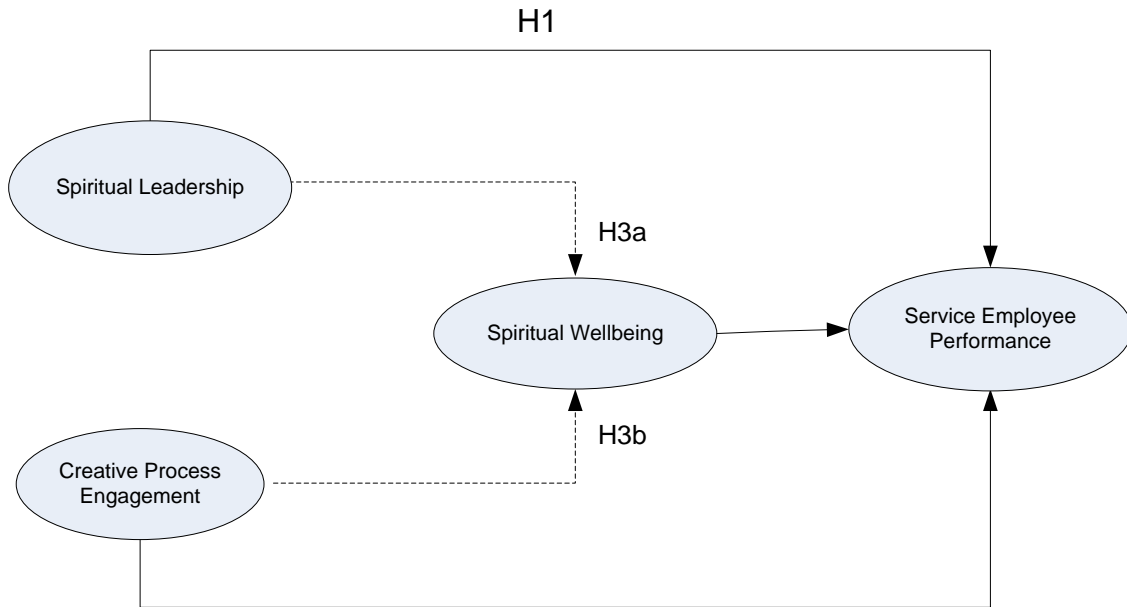 H1
Spiritual Leadership
H3a
Spiritual Wellbeing
Service Employee
Performance
H3b
Creative Process
Engagement